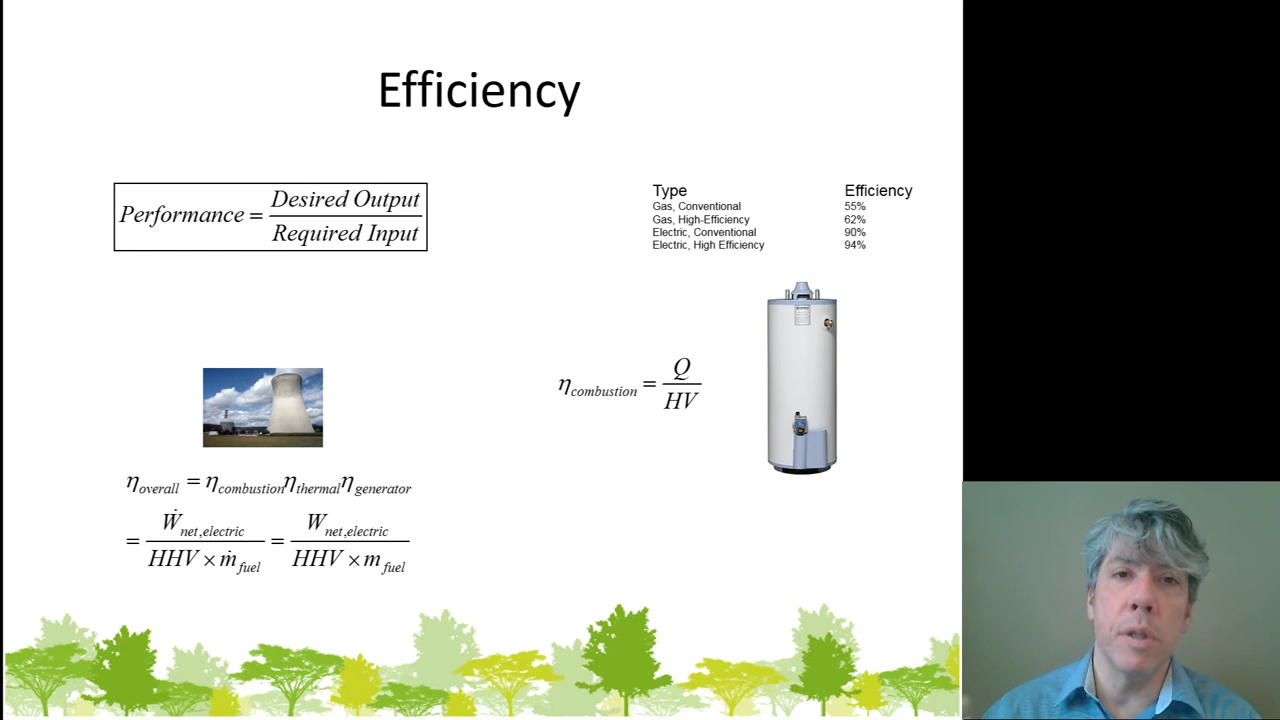 Efficiency
Performance = Desired Output / Required Input
Type Efficiency
Gas, Conventional 55%
Gas, High-Efficiency 62%
Electric, Conventional 90%
Electric, High Efficiency 94%
η_combustion = Q / HV
η_overall = η_combustion η_thermal η_generator
= Ẇ_net,electric / HHV × ṁ_fuel = W_net,electric / HHV × m_fuel